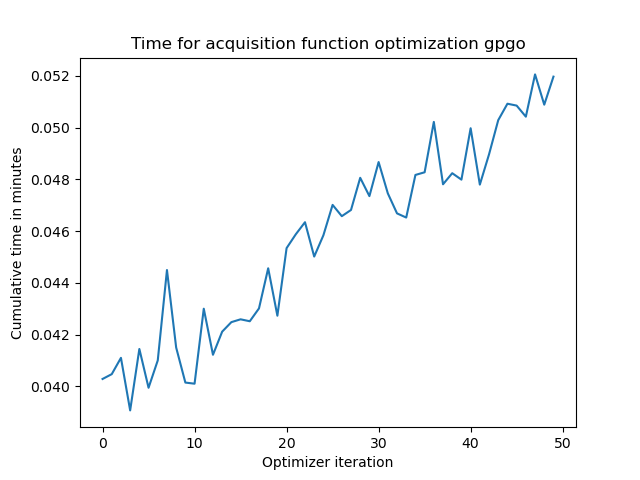 Time for acquisition function optimization gpgo
0.052
0.050
0.048
0.046
0.044
0.042
0.040
Cumulative time in minutes
0 10 20 30 40 50
Optimizer iteration